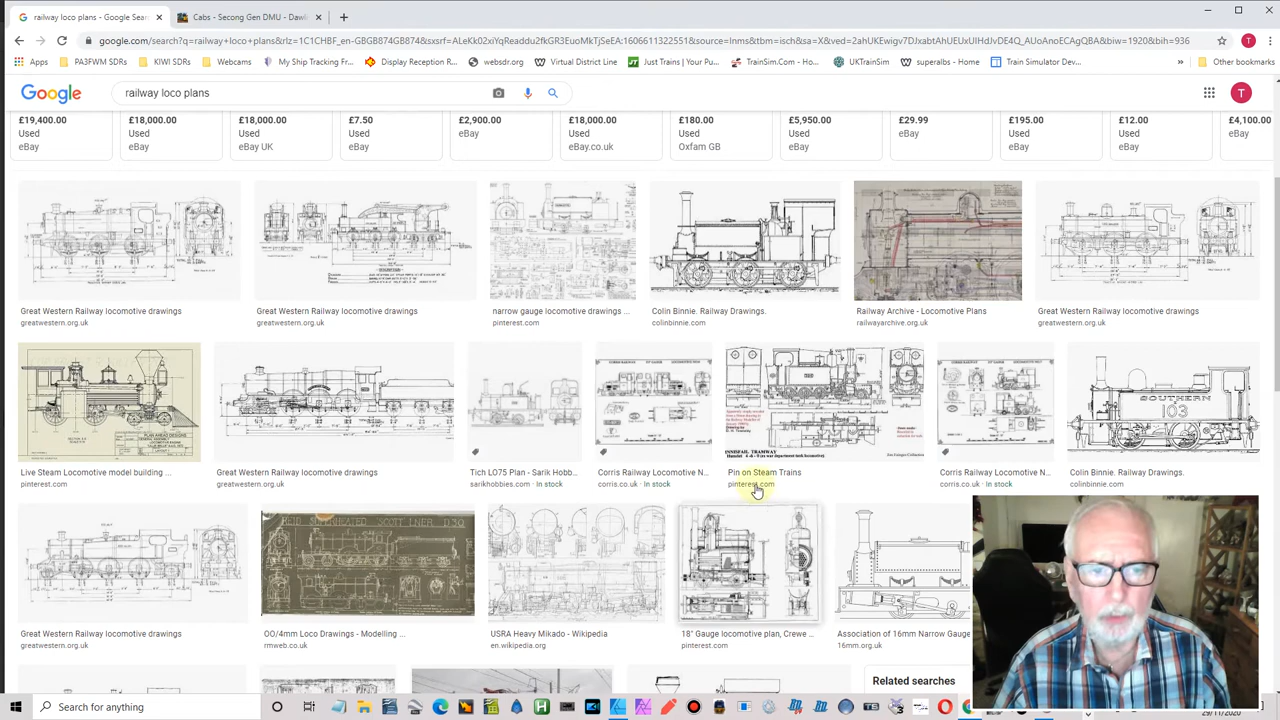 railway loco plans - Google Sear
Cabs - Secong Gen DMU - Dawl
google.com/search?q=railway+loco+plans&rlz=1C1CHBF_en-GBGB874GB874&sxsrf=ALeKk02xiYqReaddu2fkGR3EuoMkTjSeEA:1606611322551&source=lnms&tbm=isch&sa=X&ved=2ahUKEwigv7DJxabtAhUEUxUIHdJvDE4Q_AUoAnoECAgQBA&biw=1920&bih=936
Apps
PA3FWM SDRs
KIWI SDRs
Webcams
My Ship Tracking Fr...
Display Reception R...
websdr.org
Virtual District Line
Just Trains | Your Pu...
TrainSim.Com - Ho...
UKTrainSim
superalbs - Home
Train Simulator Dev...
Other bookmarks
Google
railway loco plans
T
£19,400.00 £18,000.00 £18,000.00 £7.50 £2,900.00 £18,000.00 £180.00 £5,950.00 £29.99 £195.00 £12.00 £4,100.00
Used Used Used Used Used Used Used Used eBay Used Used Used
eBay eBay eBay UK eBay eBay eBay.co.uk Oxfam GB eBay eBay eBay eBay
Great Western Railway locomotive drawings
greatwestern.org.uk
Great Western Railway locomotive drawings
greatwestern.org.uk
narrow gauge locomotive drawings ...
pinterest.com
Colin Binnie. Railway Drawings.
colinbinnie.com
Railway Archive - Locomotive Plans
railwayarchive.org.uk
Great Western Railway locomotive drawings
greatwestern.org.uk
SOUTHERN
103
INNISFAIL TRAMWAY
Live Steam Locomotive model building ...
pinterest.com
Great Western Railway locomotive drawings
greatwestern.org.uk
Tich LO75 Plan - Sarik Hobb...
sarikhobbies.com · In stock
Corris Railway Locomotive N...
corris.co.uk · In stock
Pin on Steam Trains
pinterest.com
Corris Railway Locomotive N...
corris.co.uk · In stock
Colin Binnie. Railway Drawings.
colinbinnie.com
Great Western Railway locomotive drawings
greatwestern.org.uk
OO/4mm Loco Drawings - Modelling ...
rmweb.co.uk
USRA Heavy Mikado - Wikipedia
en.wikipedia.org
18" Gauge locomotive plan, Crewe ...
pinterest.com
Association of 16mm Narrow Gauge
16mm.org.uk
Related searches
Search for anything
29/11/2020